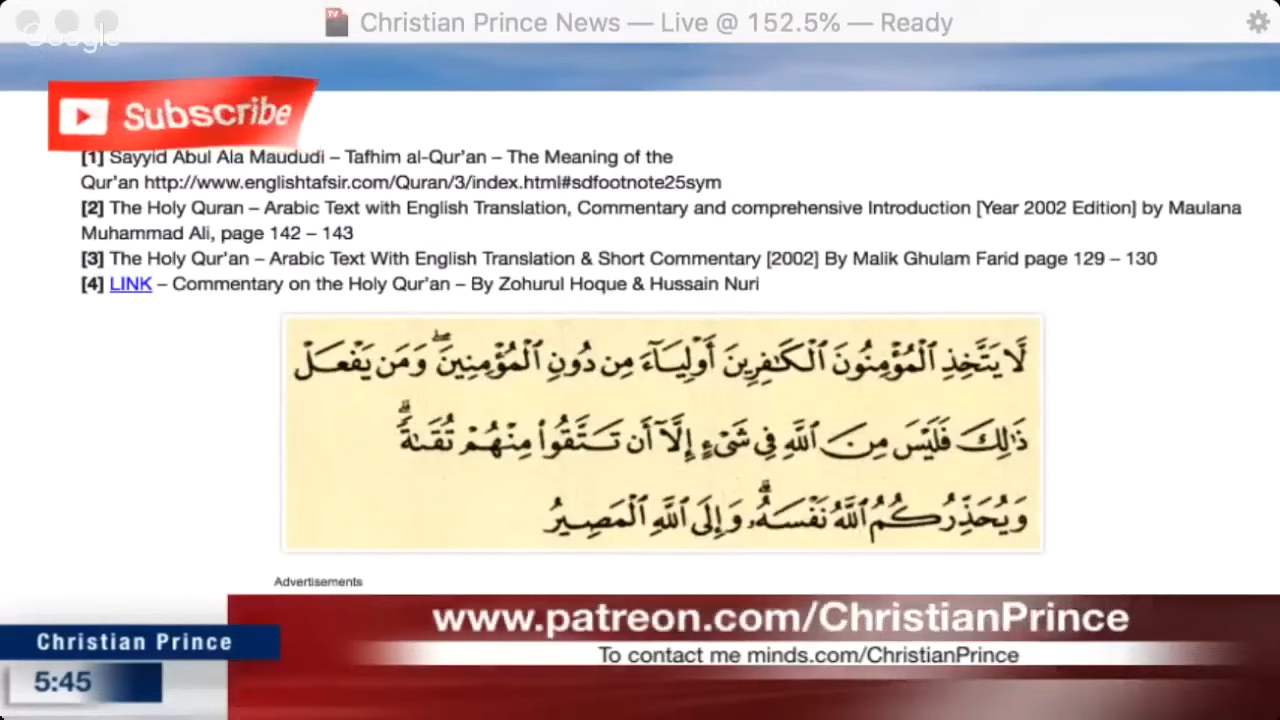 Christian Prince News — Live @ 152.5% — Ready
Google
Subscribe
[1] Sayyid Abul Ala Maududi – Tafhim al-Qur'an – The Meaning of the
Qur'an http://www.englishtafsir.com/Quran/3/index.html#sdfootnote25sym
[2] The Holy Quran – Arabic Text with English Translation, Commentary and comprehensive Introduction [Year 2002 Edition] by Maulana
Muhammad Ali, page 142 – 143
[3] The Holy Qur'an – Arabic Text With English Translation & Short Commentary [2002] By Malik Ghulam Farid page 129 – 130
[4] LINK – Commentary on the Holy Qur'an – By Zohurul Hoque & Hussain Nuri
لَّا يَتَّخِذِ ٱلْمُؤْمِنُونَ ٱلْكَـٰفِرِينَ أَوْلِيَآءَ مِن دُونِ ٱلْمُؤْمِنِينَ ۖ وَمَن يَفْعَلْ
ذَٰلِكَ فَلَيْسَ مِنَ ٱللَّهِ فِى شَىْءٍ إِلَّآ أَن تَتَّقُوا۟ مِنْهُمْ تُقَىٰةً ۗ
وَيُحَذِّرُكُمُ ٱللَّهُ نَفْسَهُۥ ۗ وَإِلَى ٱللَّهِ ٱلْمَصِيرُ
Advertisements
www.patreon.com/ChristianPrince
To contact me minds.com/ChristianPrince
Christian Prince
5:45